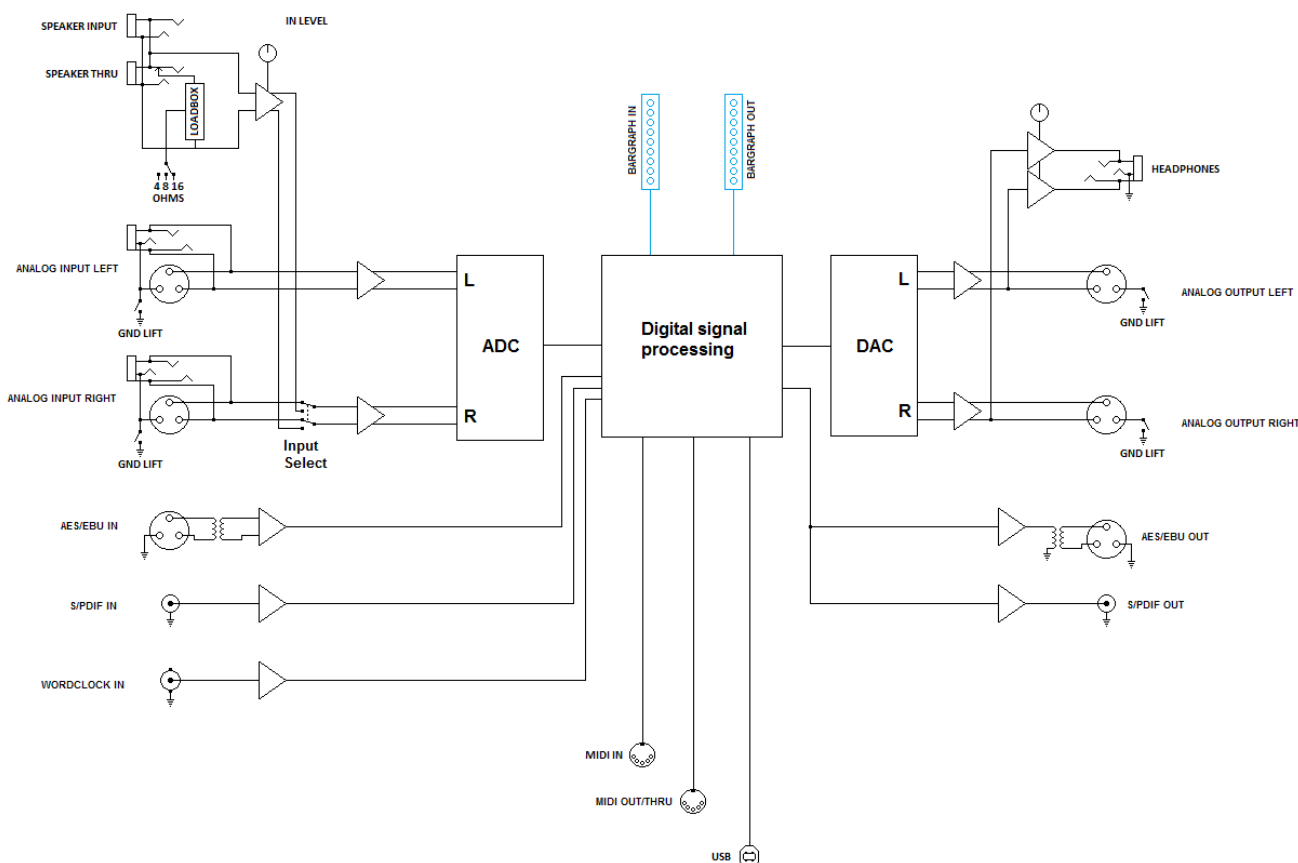 SPEAKER INPUT
IN LEVEL
SPEAKER THRU
LOADBOX
4 8 16
OHMS
BARGRAPH IN
BARGRAPH OUT
HEADPHONES
ANALOG INPUT LEFT
GND LIFT
L
ADC
R
Digital signal
processing
L
DAC
R
ANALOG OUTPUT LEFT
GND LIFT
ANALOG INPUT RIGHT
GND LIFT
Input
Select
ANALOG OUTPUT RIGHT
GND LIFT
AES/EBU IN
AES/EBU OUT
S/PDIF IN
S/PDIF OUT
WORDCLOCK IN
MIDI IN
MIDI OUT/THRU
USB